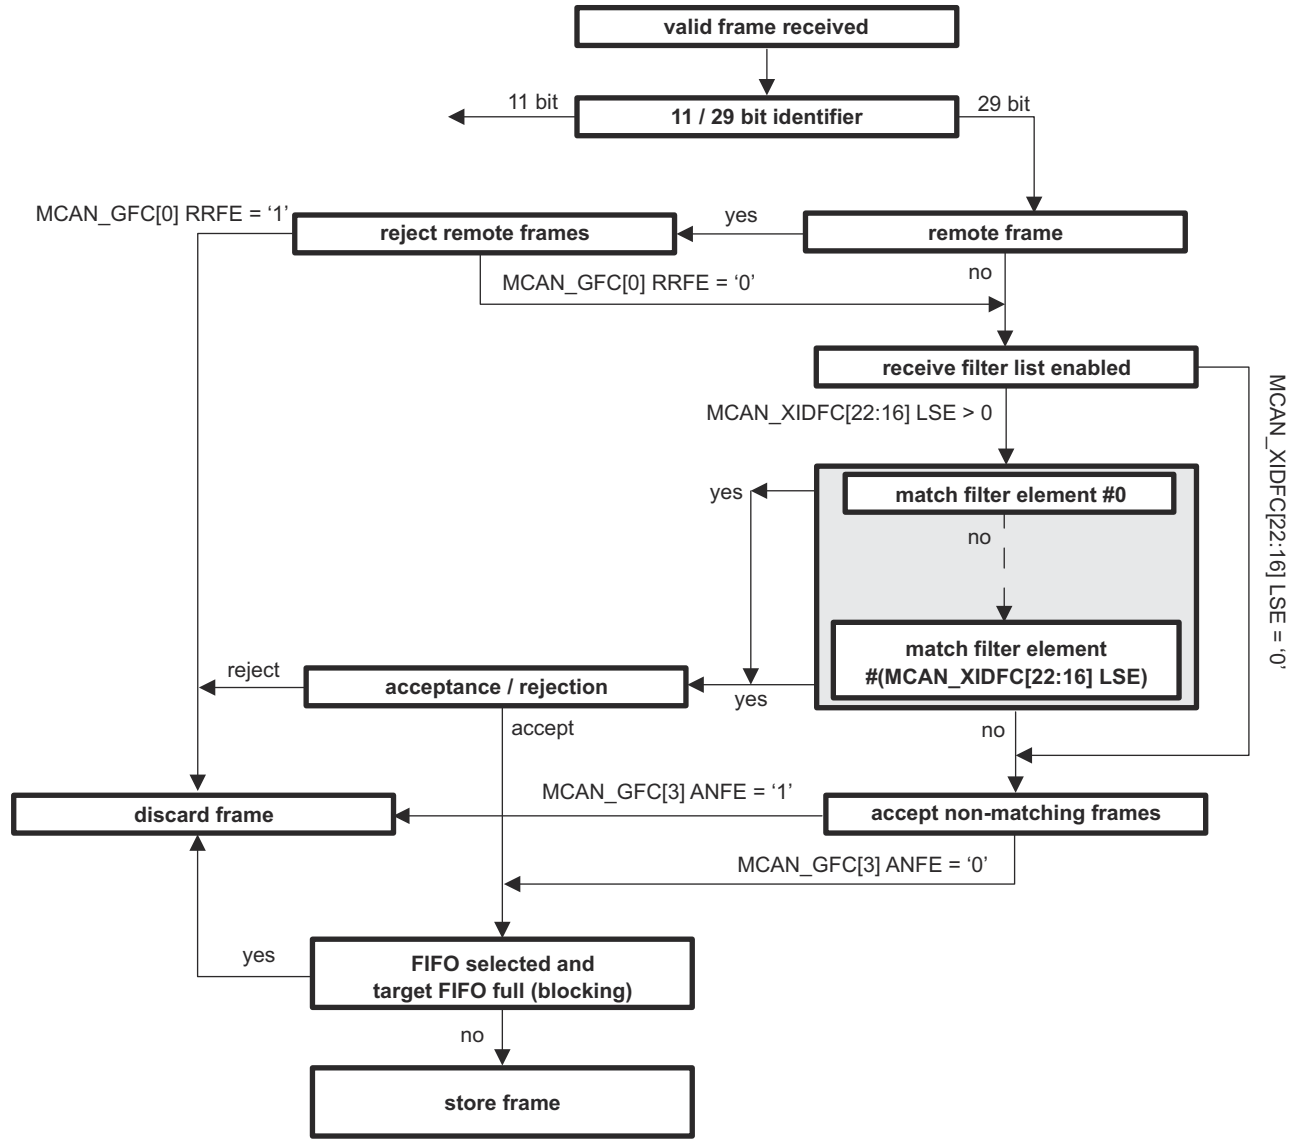 valid frame received
11 bit
11 / 29 bit identifier
29 bit
MCAN_GFC[0] RRFE = ‘1’
reject remote frames
yes
remote frame
MCAN_GFC[0] RRFE = ‘0’
no
receive filter list enabled
MCAN_XIDFC[22:16] LSE > 0
MCAN_XIDFC[22:16] LSE = ‘0’
yes
match filter element #0
no
match filter element
#(MCAN_XIDFC[22:16] LSE)
reject
acceptance / rejection
yes
accept
no
MCAN_GFC[3] ANFE = ‘1’
discard frame
accept non-matching frames
MCAN_GFC[3] ANFE = ‘0’
yes
FIFO selected and
target FIFO full (blocking)
no
store frame